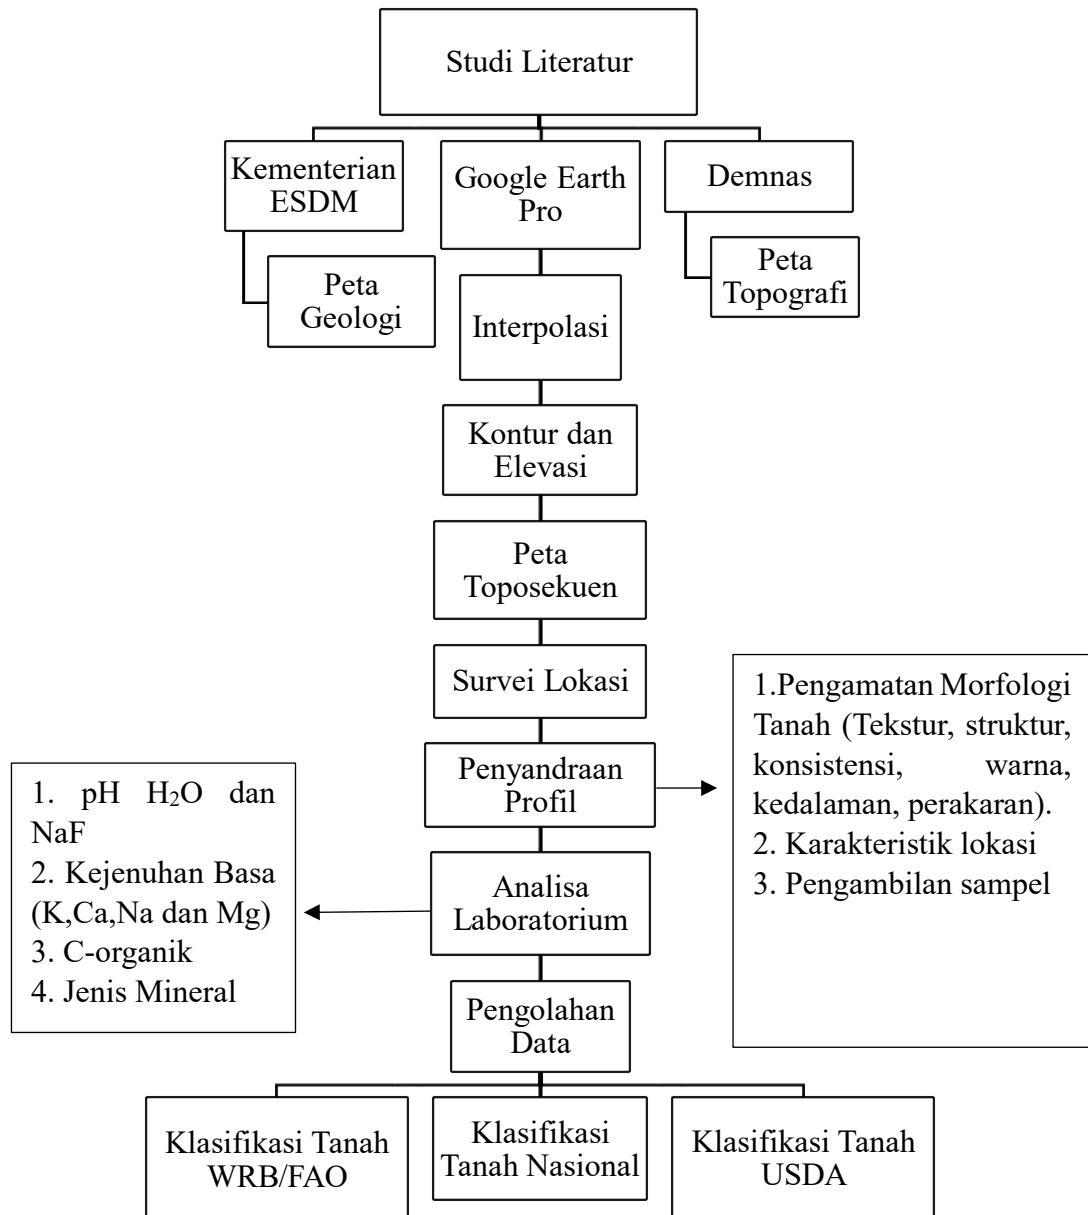 Studi Literatur
Kementerian
ESDM
Google Earth
Pro
Demnas
Peta
Geologi
Interpolasi
Peta
Topografi
Kontur dan
Elevasi
Peta
Toposekuen
Survei Lokasi
Penyandraan
Profil
1.Pengamatan Morfologi
Tanah (Tekstur, struktur,
konsistensi, warna,
kedalaman, perakaran).
2. Karakteristik lokasi
3. Pengambilan sampel
1. pH H₂O dan
NaF
2. Kejenuhan Basa
(K,Ca,Na dan Mg)
3. C-organik
4. Jenis Mineral
Analisa
Laboratorium
Pengolahan
Data
Klasifikasi Tanah
WRB/FAO
Klasifikasi
Tanah Nasional
Klasifikasi Tanah
USDA